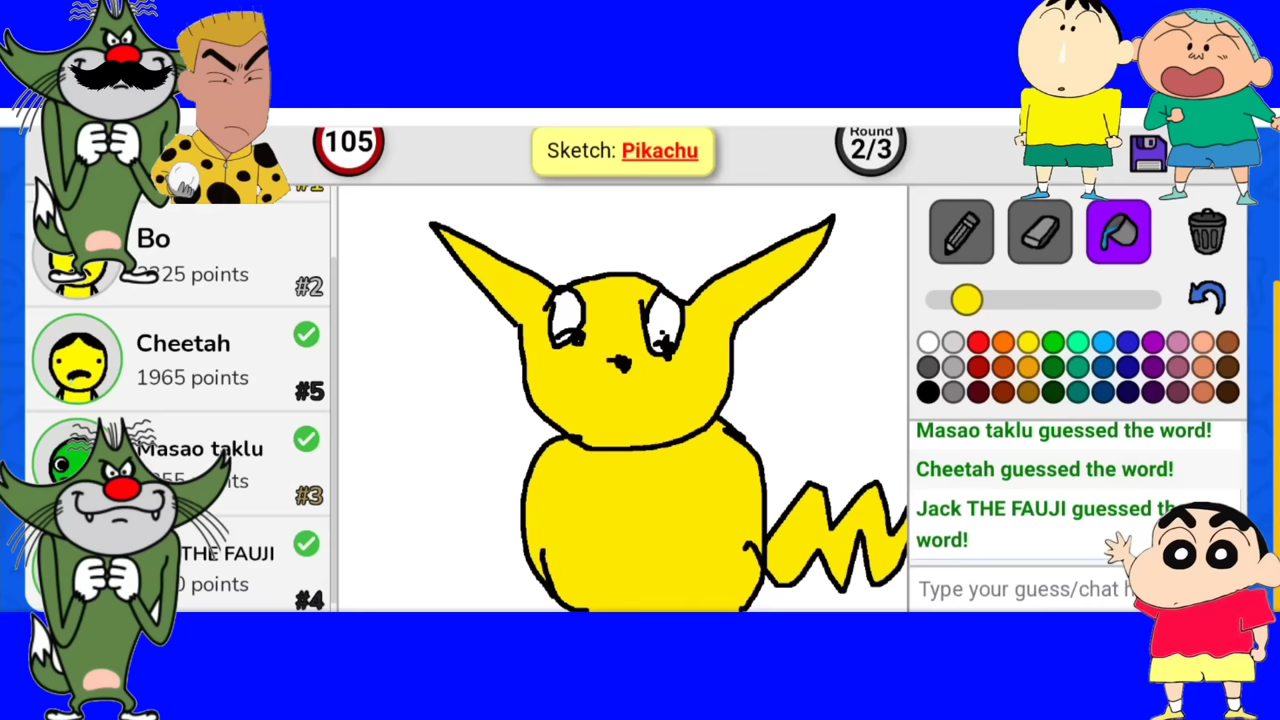 105
Sketch: Pikachu
Round
2/3
#1
Bo
points
#2
Cheetah
1965 points
#5
Masao taklu
#3
THE FAUJI
points
#4
Masao taklu guessed the word!
Cheetah guessed the word!
Jack THE FAUJI guessed
word!
Type your guess/chat